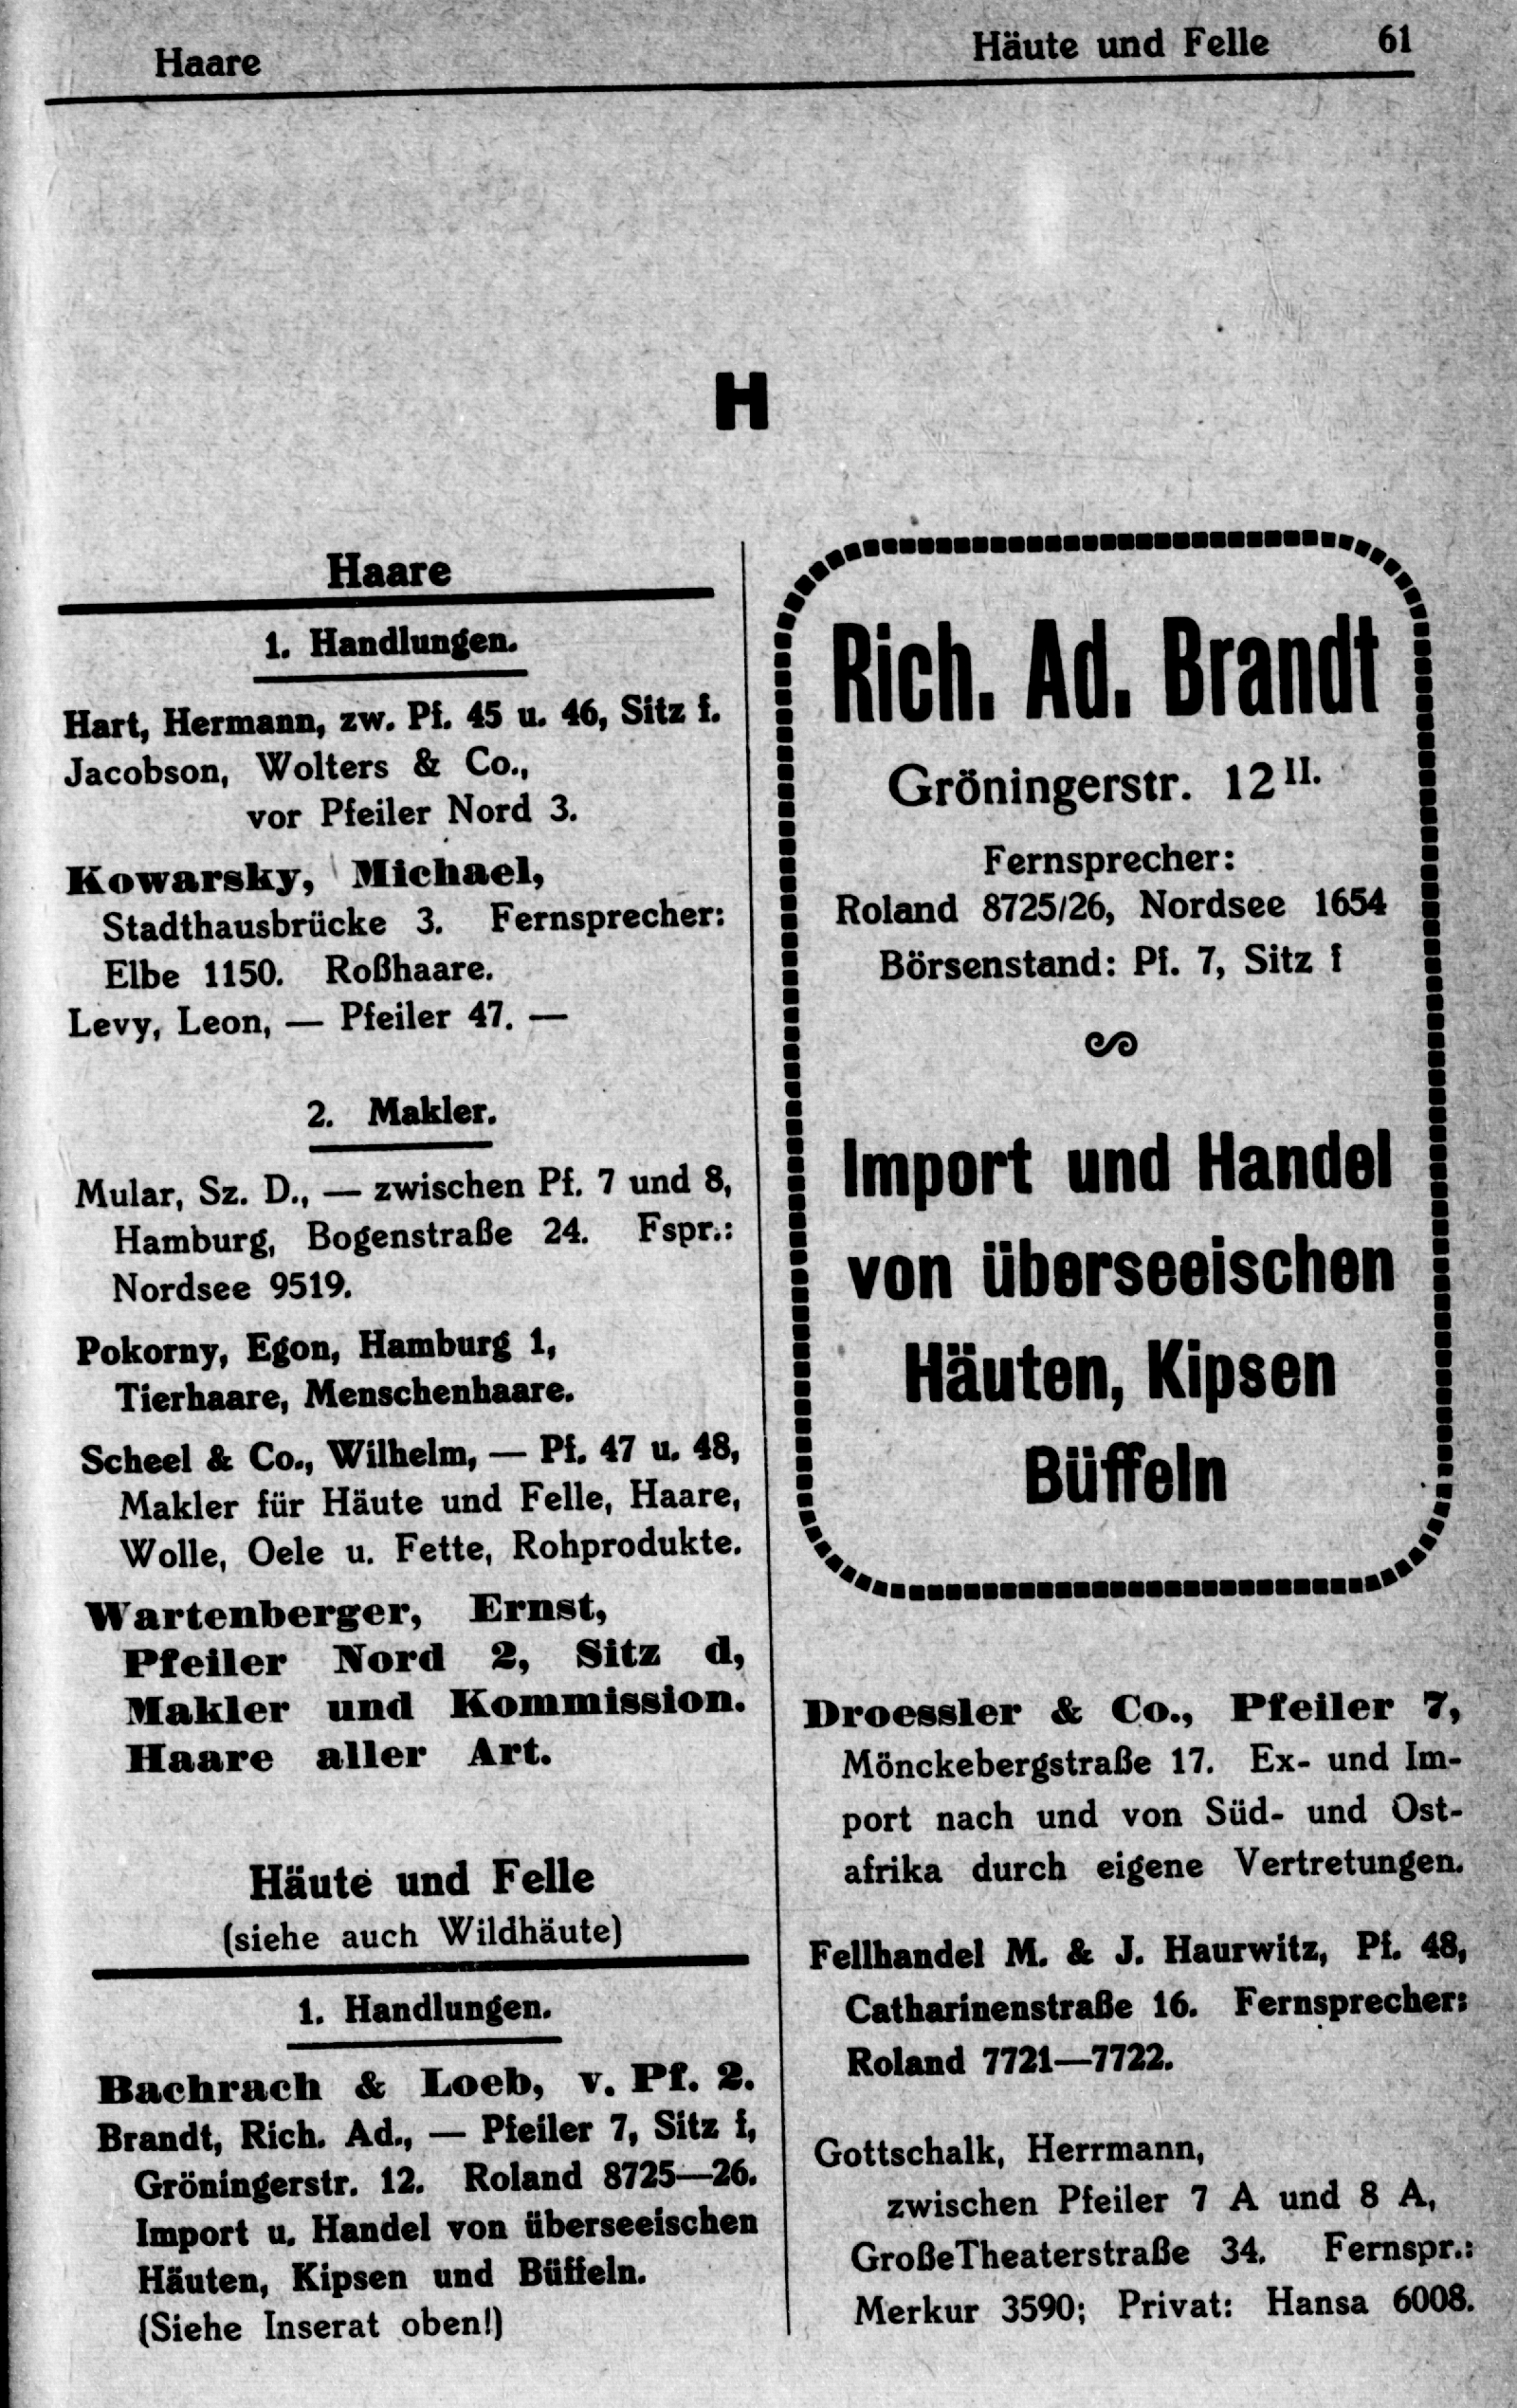 Haare
Häute und Felle 61
H
Haare
1. Handlungen.
Hart, Hermann, zw. Pf. 45 u. 46, Sitz f.
Jacobson, Wolters & Co.,
vor Pfeiler Nord 3.
Kowarsky, Michael,
Stadthausbrücke 3. Fernsprecher:
Elbe 1150. Roßhaare.
Levy, Leon, — Pfeiler 47. —
2. Makler.
Mular, Sz. D., — zwischen Pf. 7 und 8,
Hamburg, Bogenstraße 24. Fspr.:
Nordsee 9519.
Pokorny, Egon, Hamburg 1,
Tierhaare, Menschenhaare.
Scheel & Co., Wilhelm, — Pf. 47 u. 48,
Makler für Häute und Felle, Haare,
Wolle, Oele u. Fette, Rohprodukte.
Wartenberger, Ernst,
Pfeiler Nord 2, Sitz d,
Makler und Kommission.
Haare aller Art.
Häute und Felle
(siehe auch Wildhäute)
1. Handlungen.
Bachrach & Loeb, v. Pf. 2.
Brandt, Rich. Ad., — Pfeiler 7, Sitz f,
Gröningerstr. 12. Roland 8725—26.
Import u. Handel von überseeischen
Häuten, Kipsen und Büffeln.
(Siehe Inserat oben!)
Rich. Ad. Brandt
Gröningerstr. 12 II.
Fernsprecher:
Roland 8725/26, Nordsee 1654
Börsenstand: Pf. 7, Sitz f
Import und Handel
von überseeischen
Häuten, Kipsen
Büffeln
Droessler & Co., Pfeiler 7,
Mönckebergstraße 17. Ex- und Im-
port nach und von Süd- und Ost-
afrika durch eigene Vertretungen.
Fellhandel M. & J. Haurwitz, Pf. 48,
Catharinenstraße 16. Fernsprecher:
Roland 7721—7722.
Gottschalk, Herrmann,
zwischen Pfeiler 7 A und 8 A,
GroßeTheaterstraße 34. Fernspr.:
Merkur 3590; Privat: Hansa 6008.